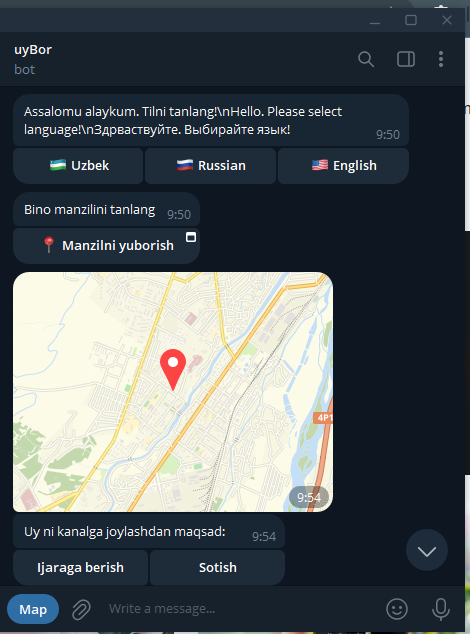 uyBor
bot
Assalomu alaykum. Tilni tanlang!\nHello. Please select
language!\nЗдрваствуйте. Выбирайте язык!
9:50
Uzbek
Russian
English
Bino manzilini tanlang
9:50
Manzilni yuborish
4P1
9:54
Uy ni kanalga joylashdan maqsad:
9:54
Ijaraga berish
Sotish
Map
Write a message...